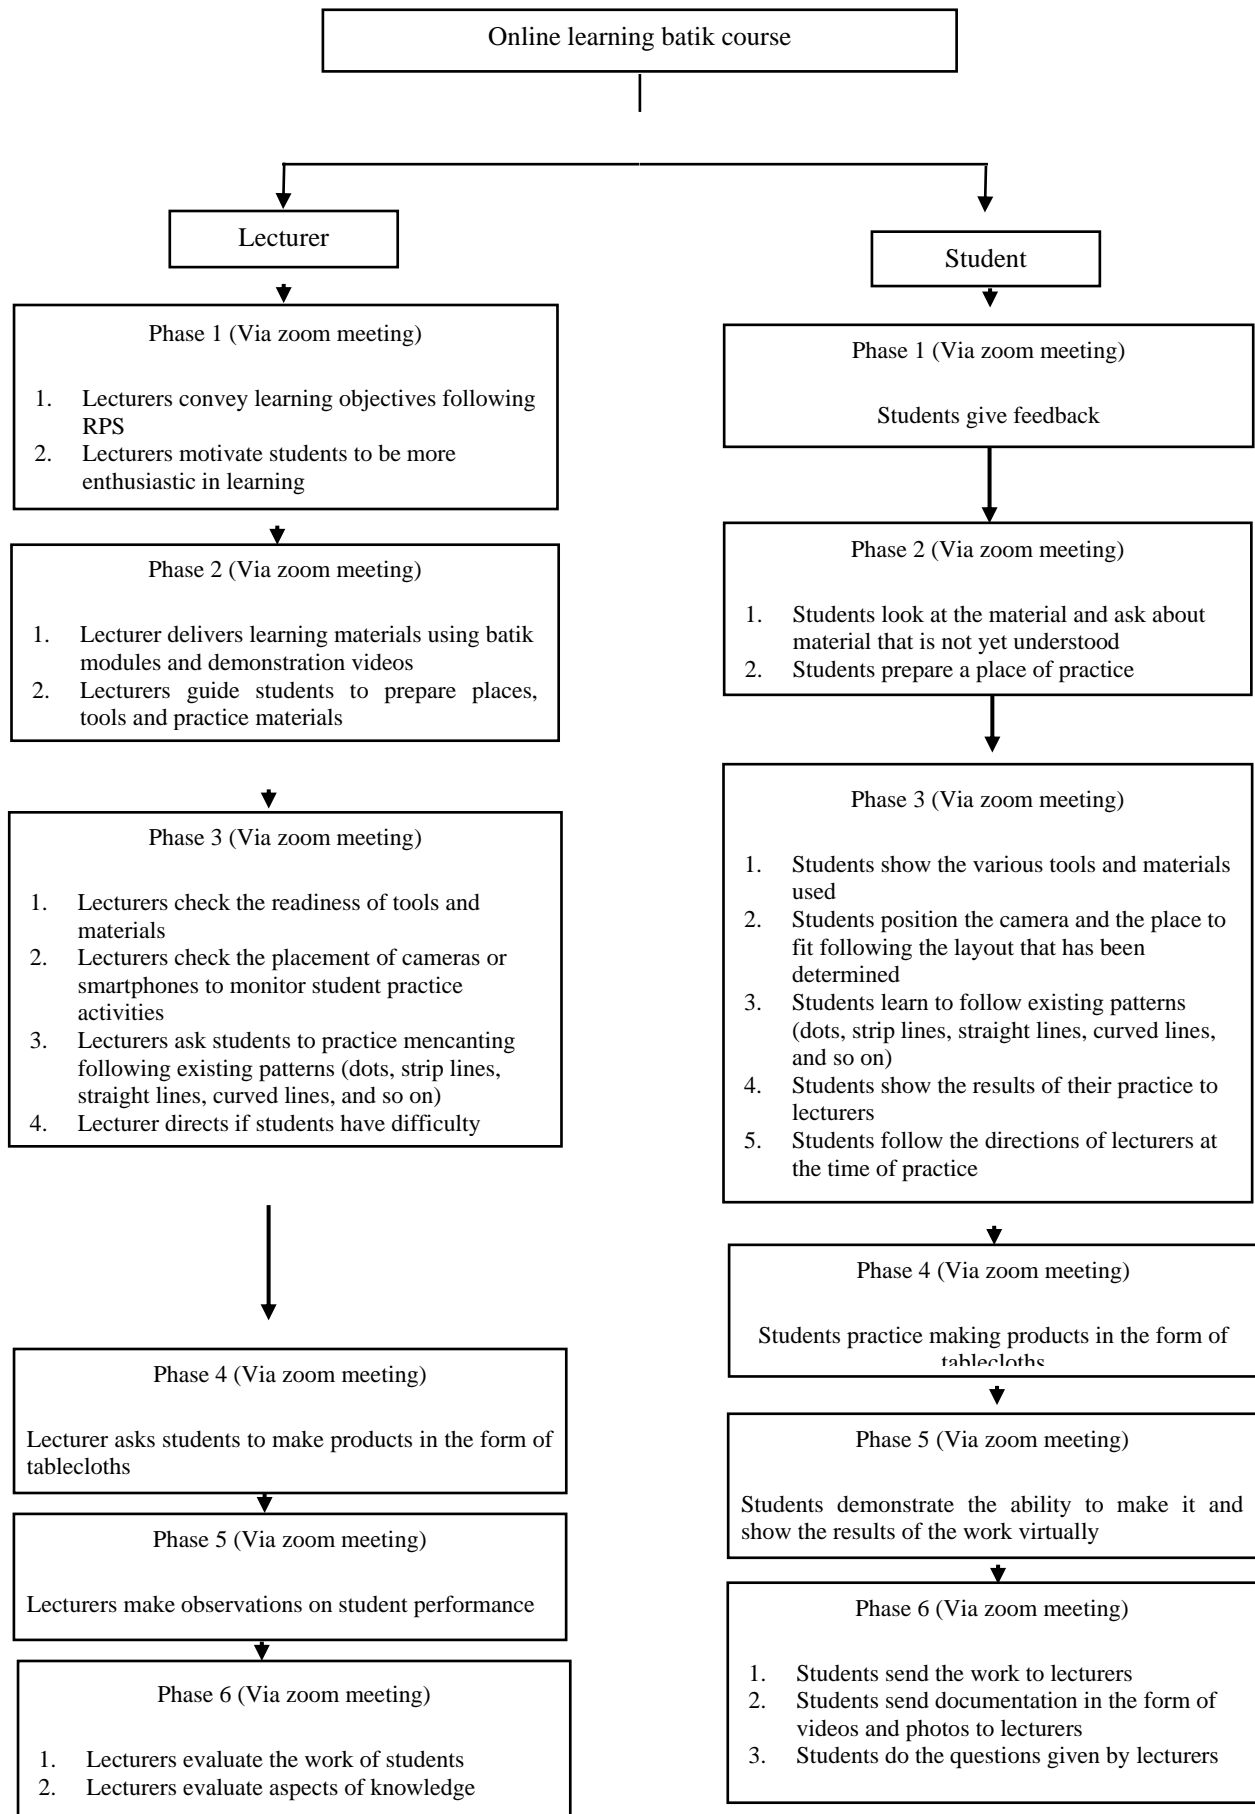 Online learning batik course
Lecturer
Phase 1 (Via zoom meeting)
1. Lecturers convey learning objectives following
RPS
2. Lecturers motivate students to be more
enthusiastic in learning
Phase 2 (Via zoom meeting)
1. Lecturer delivers learning materials using batik
modules and demonstration videos
2. Lecturers guide students to prepare places,
tools and practice materials
Phase 3 (Via zoom meeting)
1. Lecturers check the readiness of tools and
materials
2. Lecturers check the placement of cameras or
smartphones to monitor student practice
activities
3. Lecturers ask students to practice mencanting
following existing patterns (dots, strip lines,
straight lines, curved lines, and so on)
4. Lecturer directs if students have difficulty
Phase 4 (Via zoom meeting)
Lecturer asks students to make products in the form of
tablecloths
Phase 5 (Via zoom meeting)
Lecturers make observations on student performance
Phase 6 (Via zoom meeting)
1. Lecturers evaluate the work of students
2. Lecturers evaluate aspects of knowledge
Student
Phase 1 (Via zoom meeting)
Students give feedback
Phase 2 (Via zoom meeting)
1. Students look at the material and ask about
material that is not yet understood
2. Students prepare a place of practice
Phase 3 (Via zoom meeting)
1. Students show the various tools and materials
used
2. Students position the camera and the place to
fit following the layout that has been
determined
3. Students learn to follow existing patterns
(dots, strip lines, straight lines, curved lines,
and so on)
4. Students show the results of their practice to
lecturers
5. Students follow the directions of lecturers at
the time of practice
Phase 4 (Via zoom meeting)
Students practice making products in the form of
tablecloths
Phase 5 (Via zoom meeting)
Students demonstrate the ability to make it and
show the results of the work virtually
Phase 6 (Via zoom meeting)
1. Students send the work to lecturers
2. Students send documentation in the form of
videos and photos to lecturers
3. Students do the questions given by lecturers